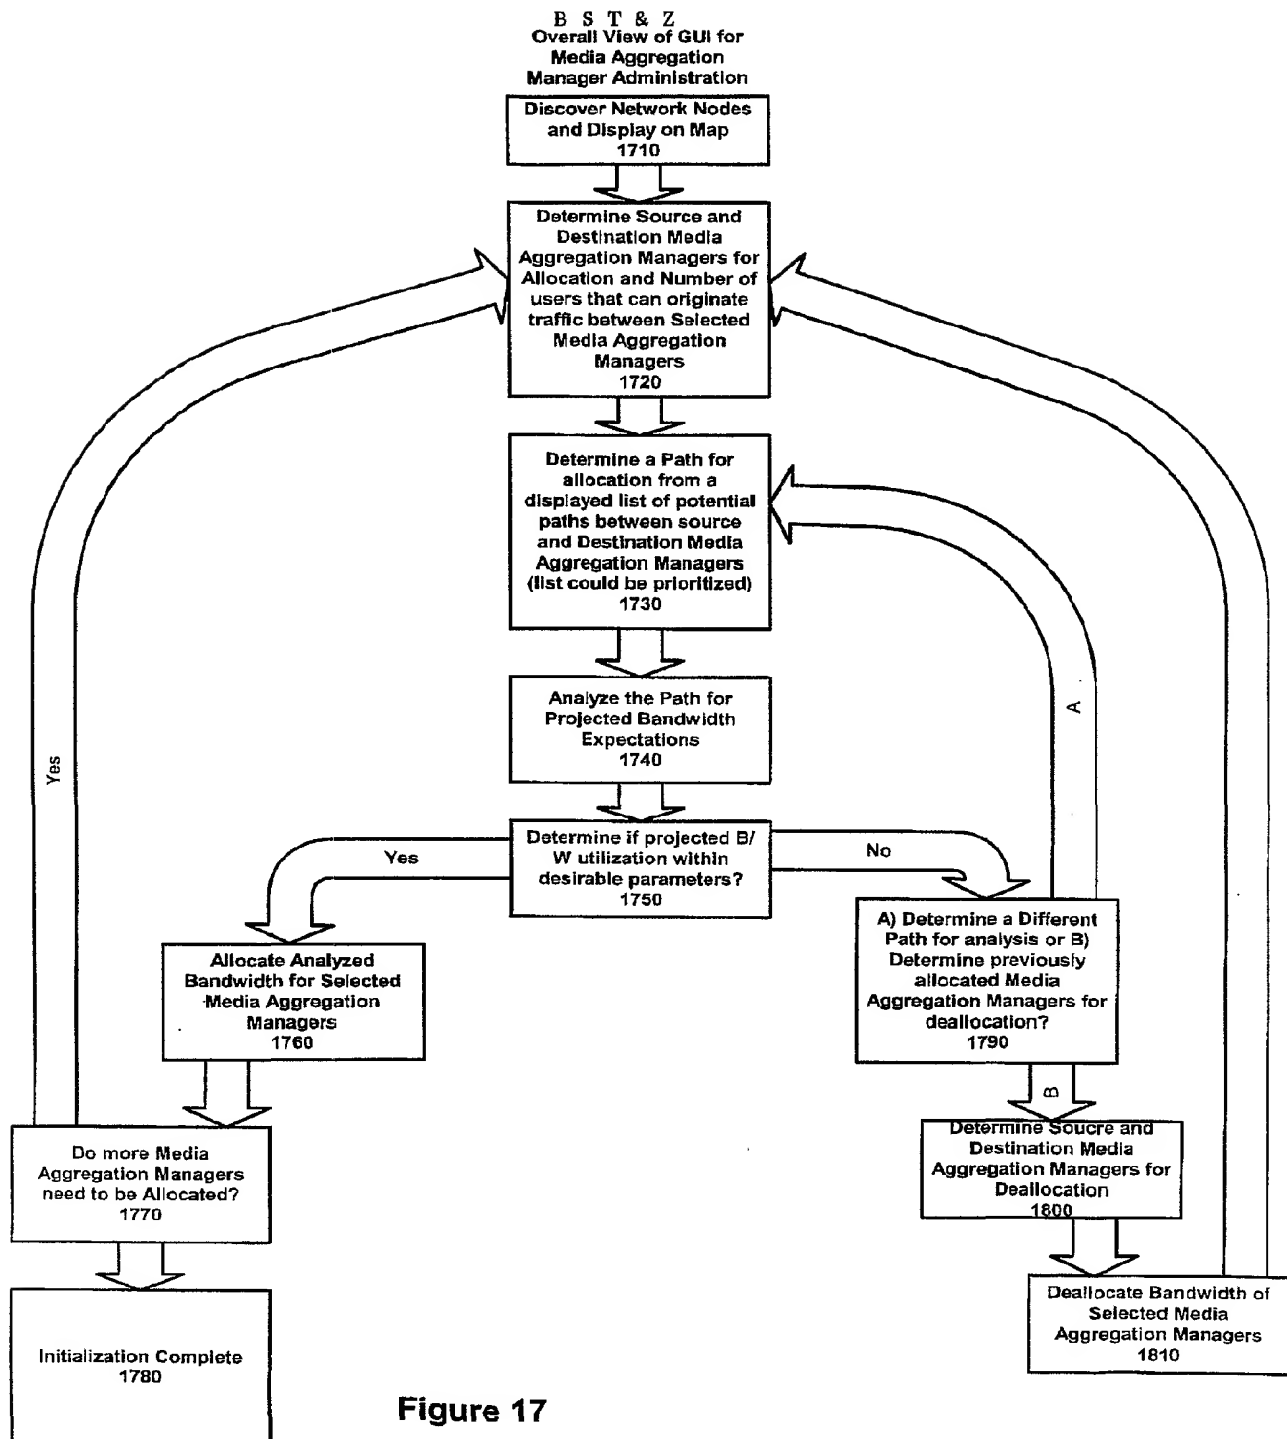 B S T & Z
Overall View of GUI for
Media Aggregation
Manager Administration
Discover Network Nodes
and Display on Map
1710
Determine Source and
Destination Media
Aggregation Managers for
Allocation and Number of
users that can originate
traffic between Selected
Media Aggregation
Managers
1720
Determine a Path for
allocation from a
displayed list of potential
paths between source
and Destination Media
Aggregation Managers
(list could be prioritized)
1730
Analyze the Path for
Projected Bandwidth
Expectations
1740
A
Yes
Determine if projected B/
W utilization within
desirable parameters?
1750
Yes
No
Allocate Analyzed
Bandwidth for Selected
Media Aggregation
Managers
1760
A) Determine a Different
Path for analysis or B)
Determine previously
allocated Media
Aggregation Managers for
deallocation?
1790
B
Do more Media
Aggregation Managers
need to be Allocated?
1770
Determine Soucre and
Destination Media
Aggregation Managers for
Deallocation
1800
Initialization Complete
1780
Deallocate Bandwidth of
Selected Media
Aggregation Managers
1810
Figure 17